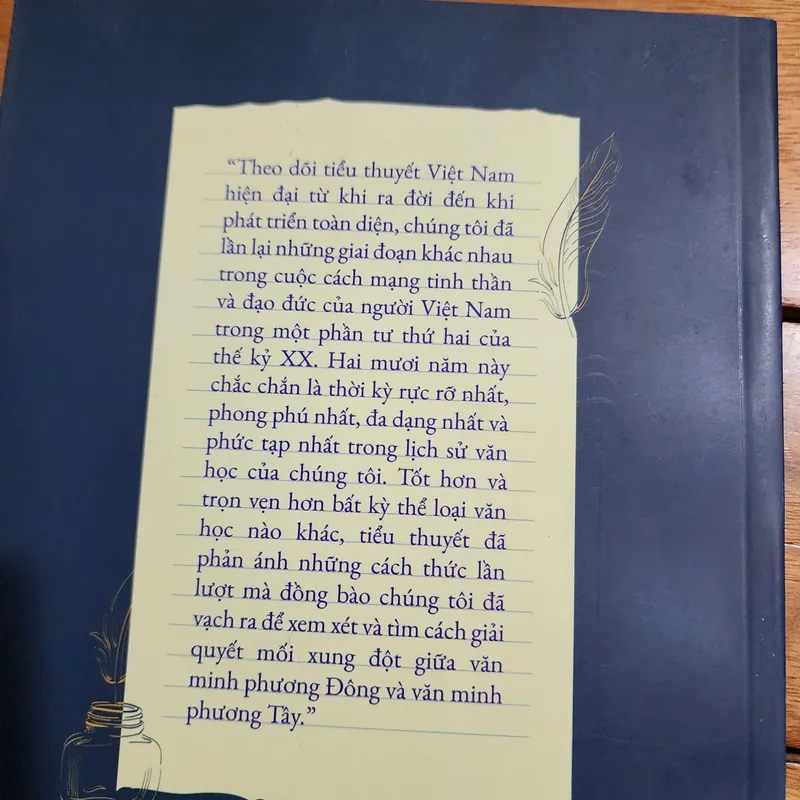 “Theo dõi tiểu thuyết Việt Nam
hiện đại từ khi ra đời đến khi
phát triển toàn diện, chúng tôi đã
lần lại những giai đoạn khác nhau
trong cuộc cách mạng tinh thần
và đạo đức của người Việt Nam
trong một phần tư thứ hai của
thế kỷ XX. Hai mươi năm này
chắc chắn là thời kỳ rực rỡ nhất,
phong phú nhất, đa dạng nhất và
phức tạp nhất trong lịch sử văn
học của chúng tôi. Tốt hơn và
trọn vẹn hơn bất kỳ thể loại văn
học nào khác, tiểu thuyết đã
phản ánh những cách thức lần
lượt mà đồng bào chúng tôi đã
vạch ra để xem xét và tìm cách giải
quyết mối xung đột giữa văn
minh phương Đông và văn minh
phương Tây.”